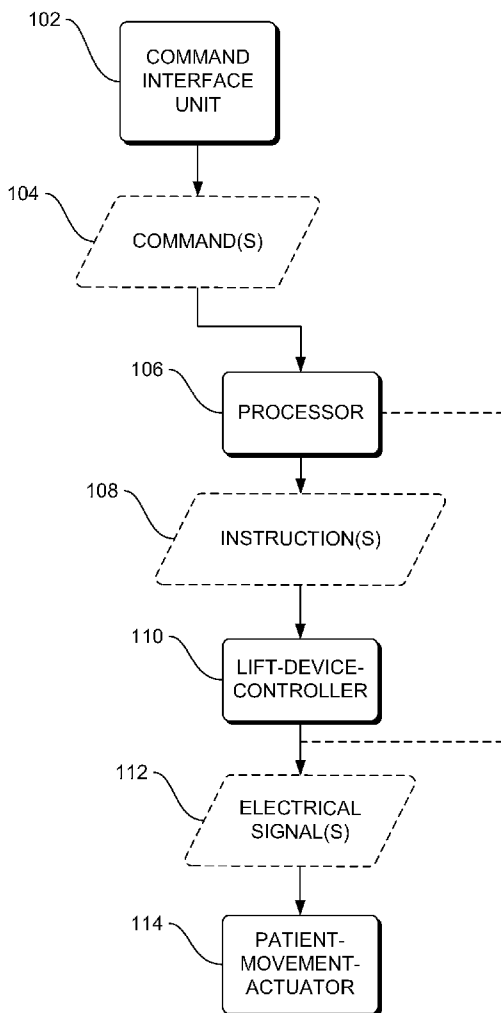 102
COMMAND
INTERFACE
UNIT
104
COMMAND(S)
106
PROCESSOR
108
INSTRUCTION(S)
110
LIFT-DEVICE-
CONTROLLER
112
ELECTRICAL
SIGNAL(S)
114
PATIENT-
MOVEMENT-
ACTUATOR